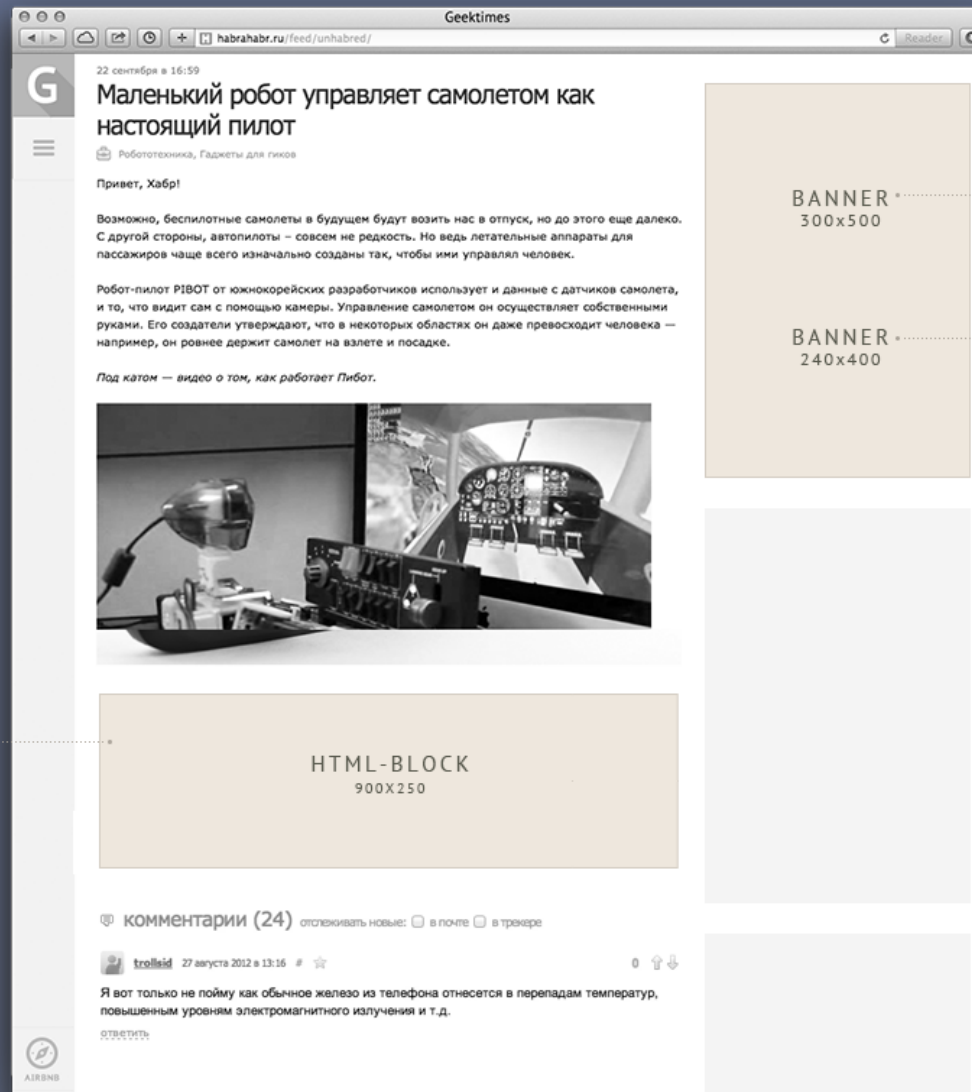 Geektimes
habrahabr.ru/feed/unhabred/
Reader
G
22 сентября в 16:59
Маленький робот управляет самолетом как
настоящий пилот
Робототехника, Гаджеты для гиков
Привет, Хабр!
Возможно, беспилотные самолеты в будущем будут возить нас в отпуск, но до этого еще далеко.
С другой стороны, автопилоты – совсем не редкость. Но ведь летательные аппараты для
пассажиров чаще всего изначально созданы так, чтобы ими управлял человек.
Робот-пилот PIBOT от южнокорейских разработчиков использует и данные с датчиков самолета,
и то, что видит сам с помощью камеры. Управление самолетом он осуществляет собственными
руками. Его создатели утверждают, что в некоторых областях он даже превосходит человека —
например, он ровнее держит самолет на взлете и посадке.
Под катом — видео о том, как работает Пибот.
BANNER
300x500
BANNER
240x400
HTML-BLOCK
900X250
комментарии (24) отслеживать новые: в почте в трекере
trollsid 27 августа 2012 в 13:16 # 0
Я вот только не пойму как обычное железо из телефона отнесется в перепадам температур,
повышенным уровням электромагнитного излучения и т.д.
ответить
AIRBNB